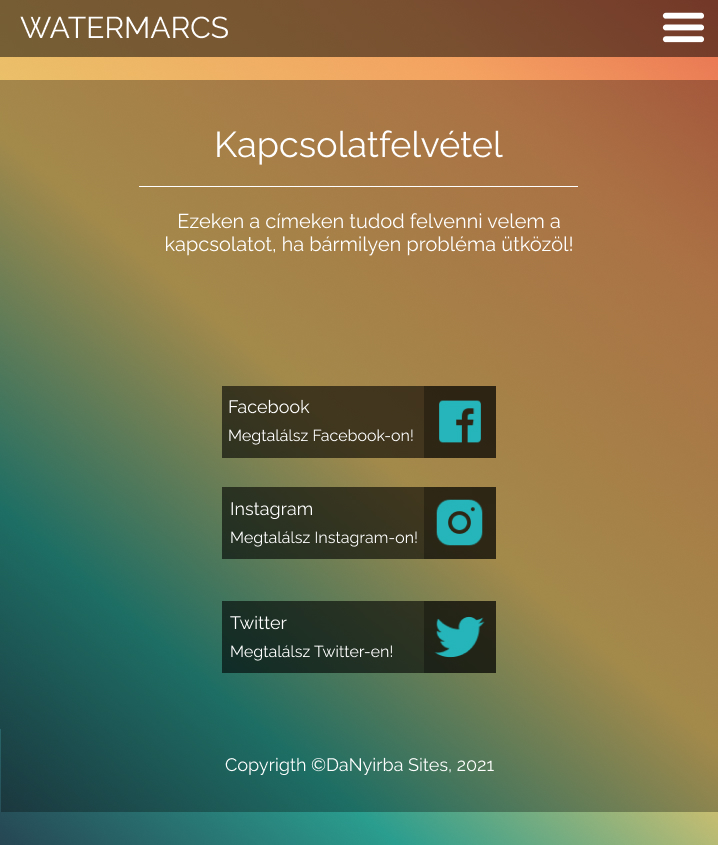 WATERMARCS
Kapcsolatfelvétel
Ezeken a címeken tudod felvenni velem a
kapcsolatot, ha bármilyen probléma ütközöl!
Facebook
Megtalálsz Facebook-on!
Instagram
Megtalálsz Instagram-on!
Twitter
Megtalálsz Twitter-en!
Copyrigth ©DaNyirba Sites, 2021